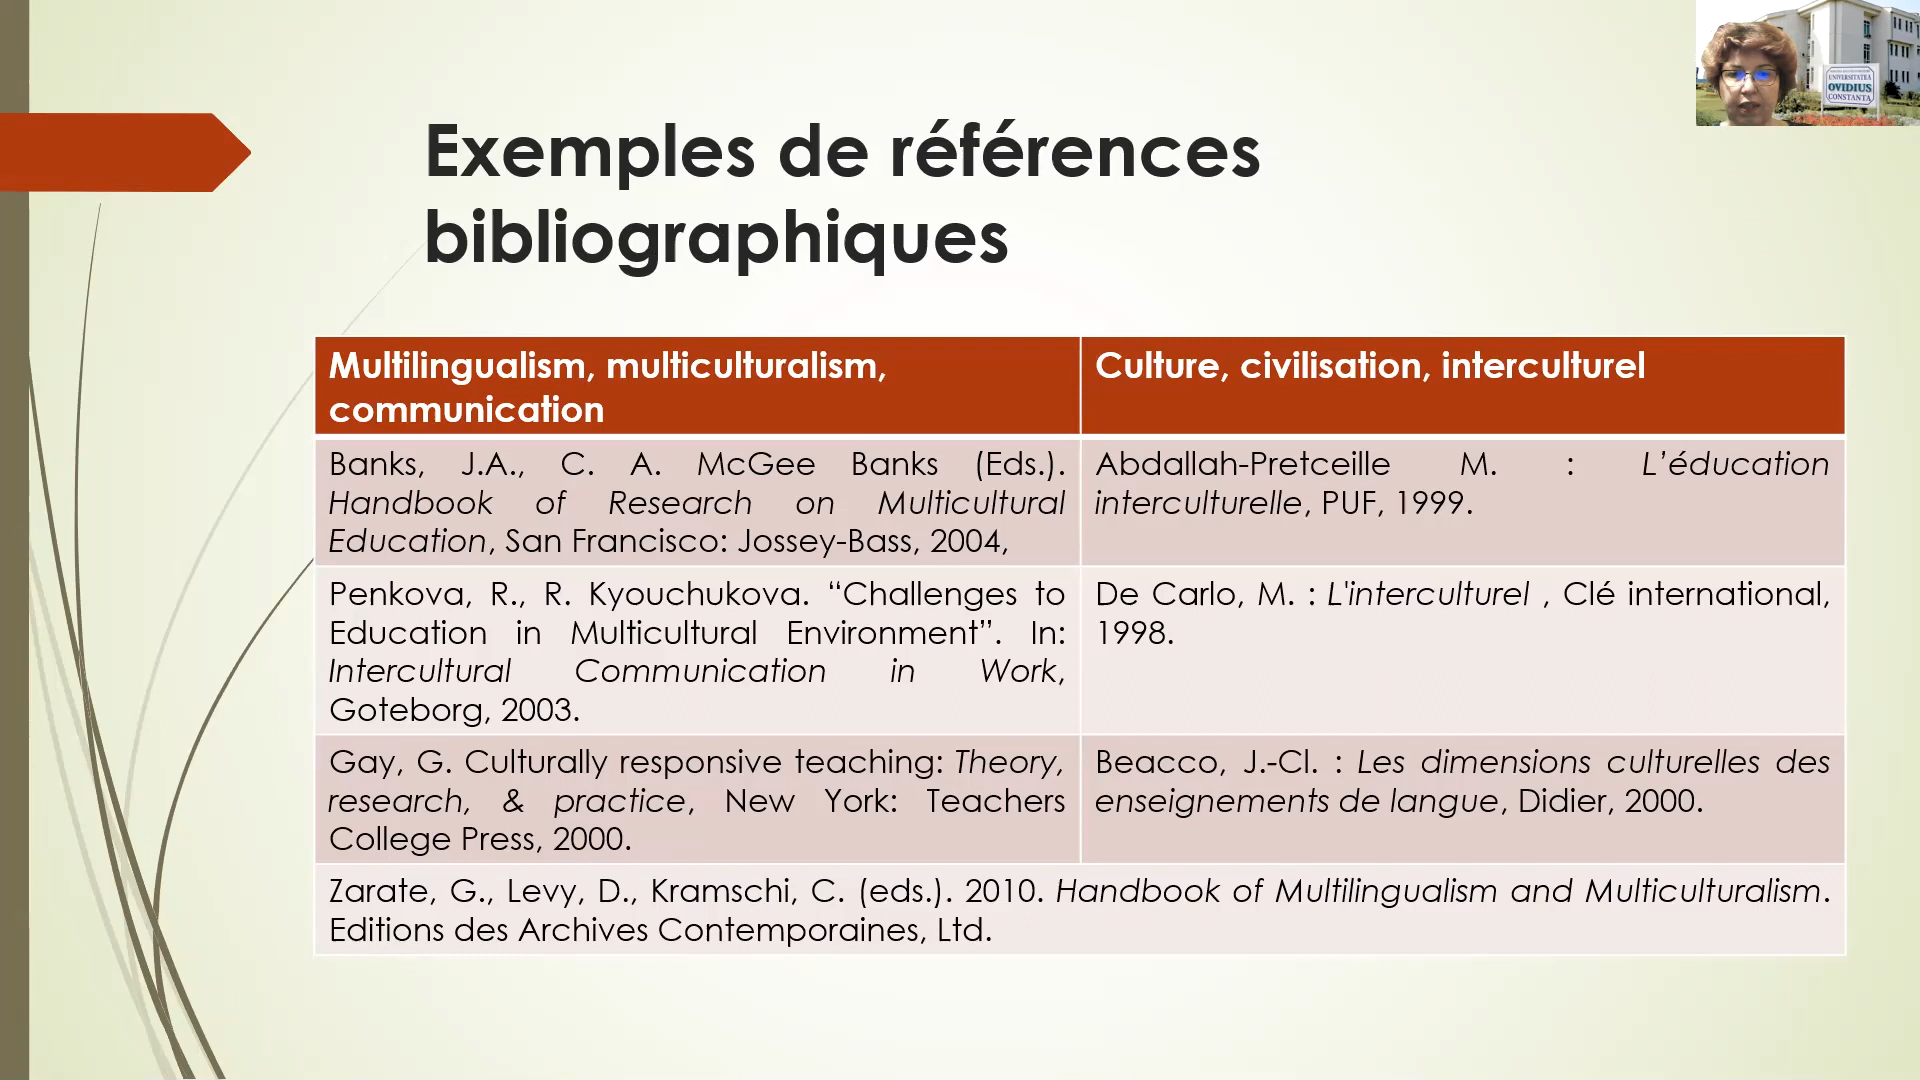 Exemples de références
bibliographiques
UNIVERSITATEA
OVIDIUS
CONSTANTA
Multilingualism, multiculturalism,
communication
Culture, civilisation, interculturel
Banks, J.A., C. A. McGee Banks (Eds.).
Handbook of Research on Multicultural
Education, San Francisco: Jossey-Bass, 2004,
Abdallah-Pretceille M. : L’éducation
interculturelle, PUF, 1999.
Penkova, R., R. Kyouchukova. “Challenges to
Education in Multicultural Environment”. In:
Intercultural Communication in Work,
Goteborg, 2003.
De Carlo, M. : L'interculturel , Clé international,
1998.
Gay, G. Culturally responsive teaching: Theory,
research, & practice, New York: Teachers
College Press, 2000.
Beacco, J.-Cl. : Les dimensions culturelles des
enseignements de langue, Didier, 2000.
Zarate, G., Levy, D., Kramschi, C. (eds.). 2010. Handbook of Multilingualism and Multiculturalism.
Editions des Archives Contemporaines, Ltd.